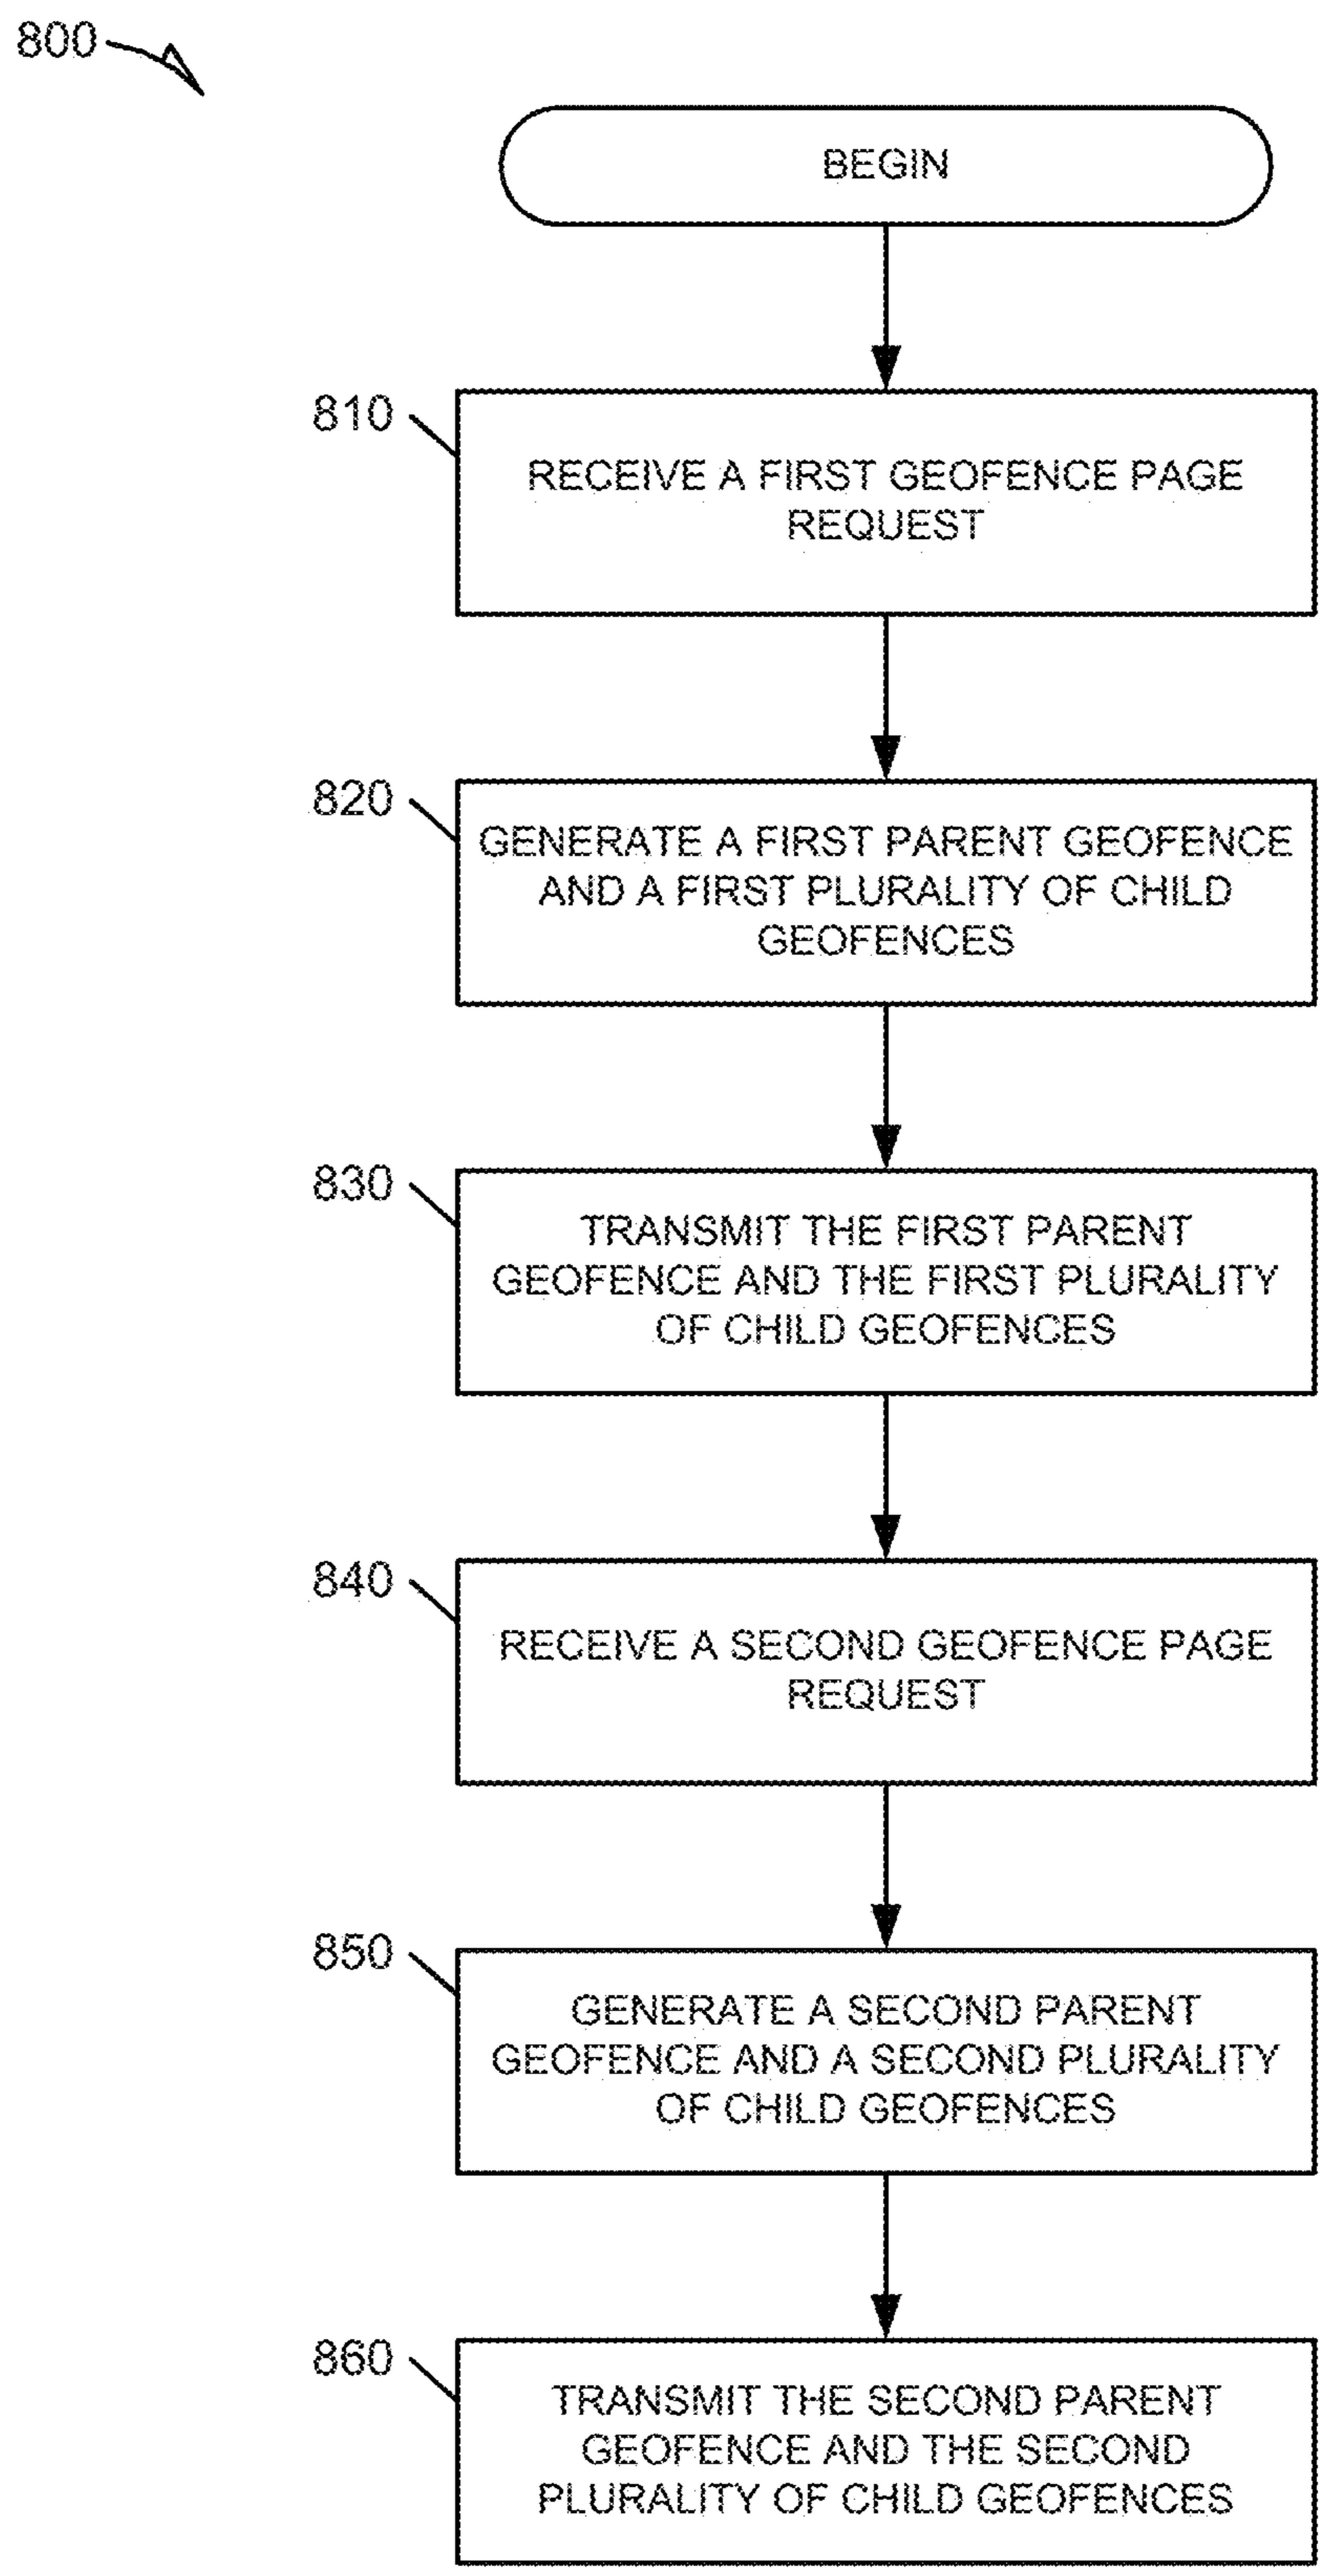 800
BEGIN
810
RECEIVE A FIRST GEOFENCE PAGE
REQUEST
820
GENERATE A FIRST PARENT GEOFENCE
AND A FIRST PLURALITY OF CHILD
GEOFENCES
830
TRANSMIT THE FIRST PARENT
GEOFENCE AND THE FIRST PLURALITY
OF CHILD GEOFENCES
840
RECEIVE A SECOND GEOFENCE PAGE
REQUEST
850
GENERATE A SECOND PARENT
GEOFENCE AND A SECOND PLURALITY
OF CHILD GEOFENCES
860
TRANSMIT THE SECOND PARENT
GEOFENCE AND THE SECOND
PLURALITY OF CHILD GEOFENCES